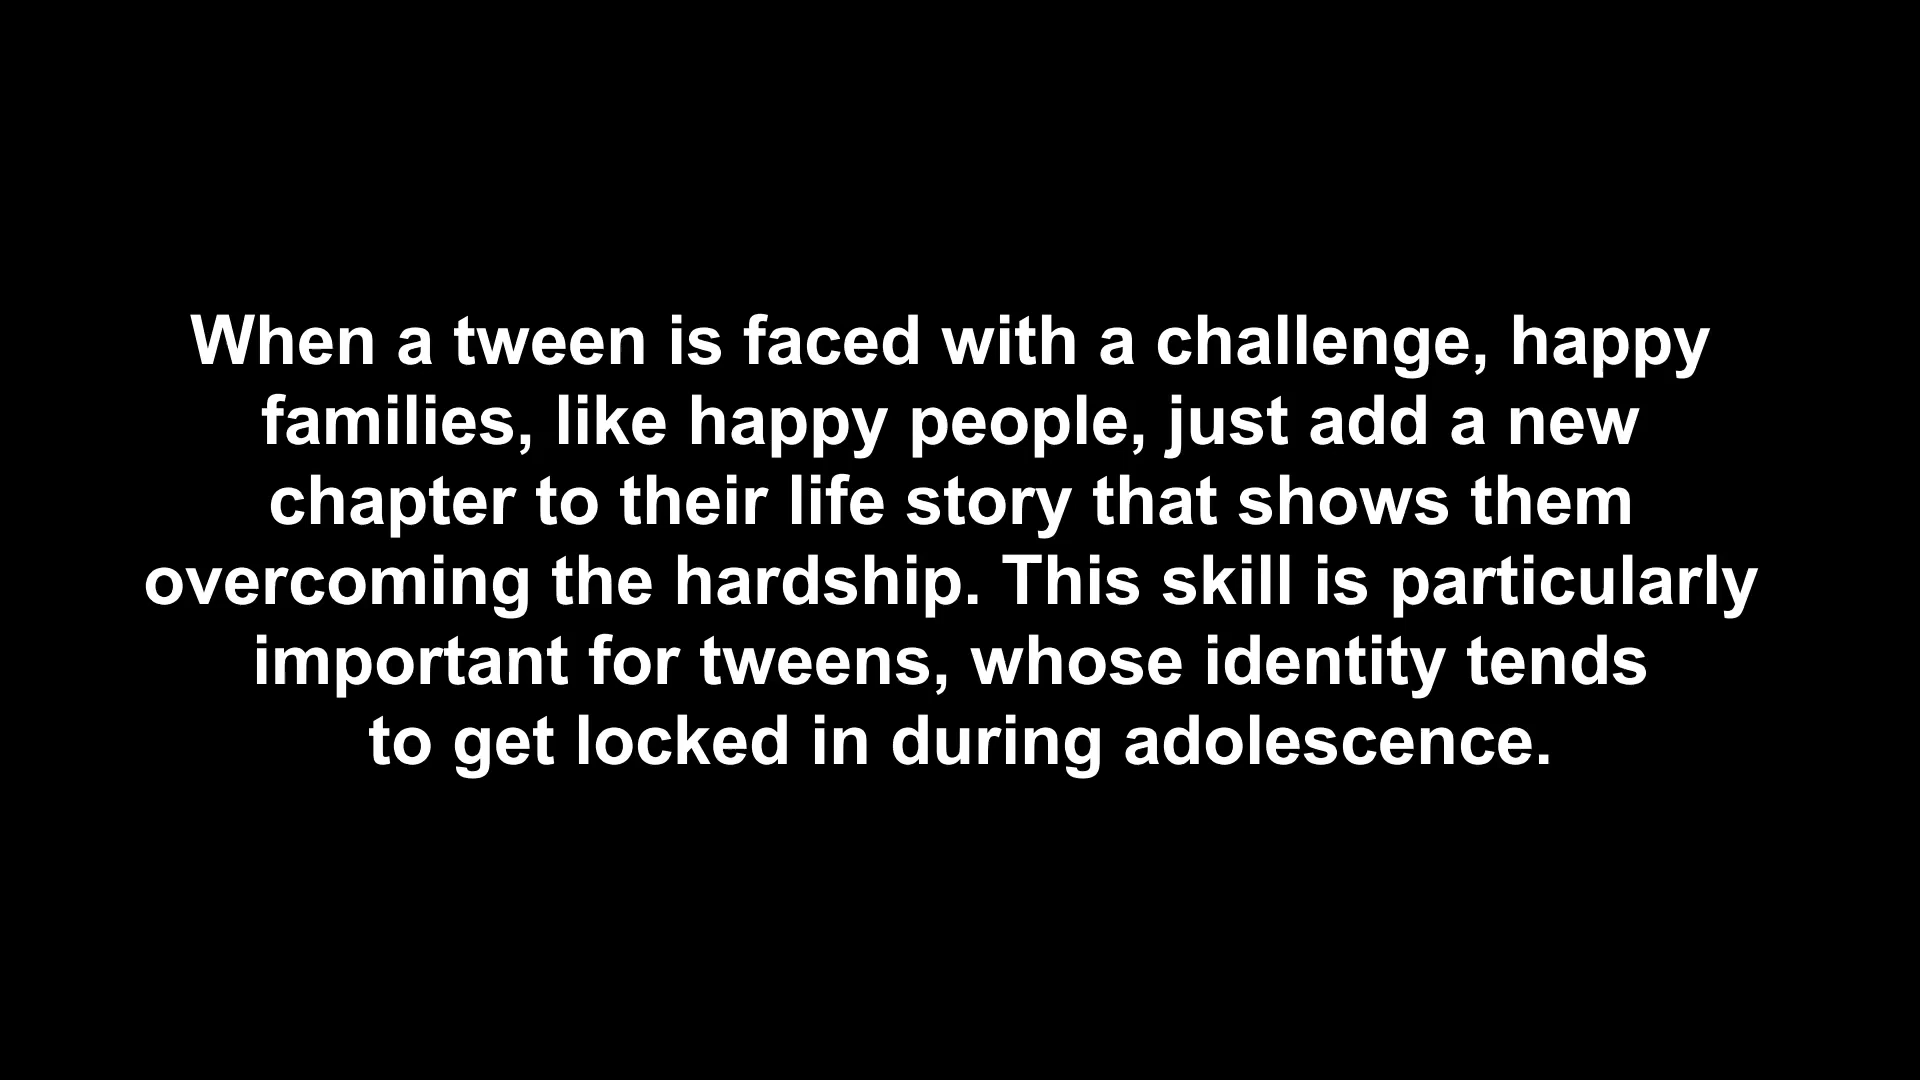 When a tween is faced with a challenge, happy
families, like happy people, just add a new
chapter to their life story that shows them
overcoming the hardship. This skill is particularly
important for tweens, whose identity tends
to get locked in during adolescence.